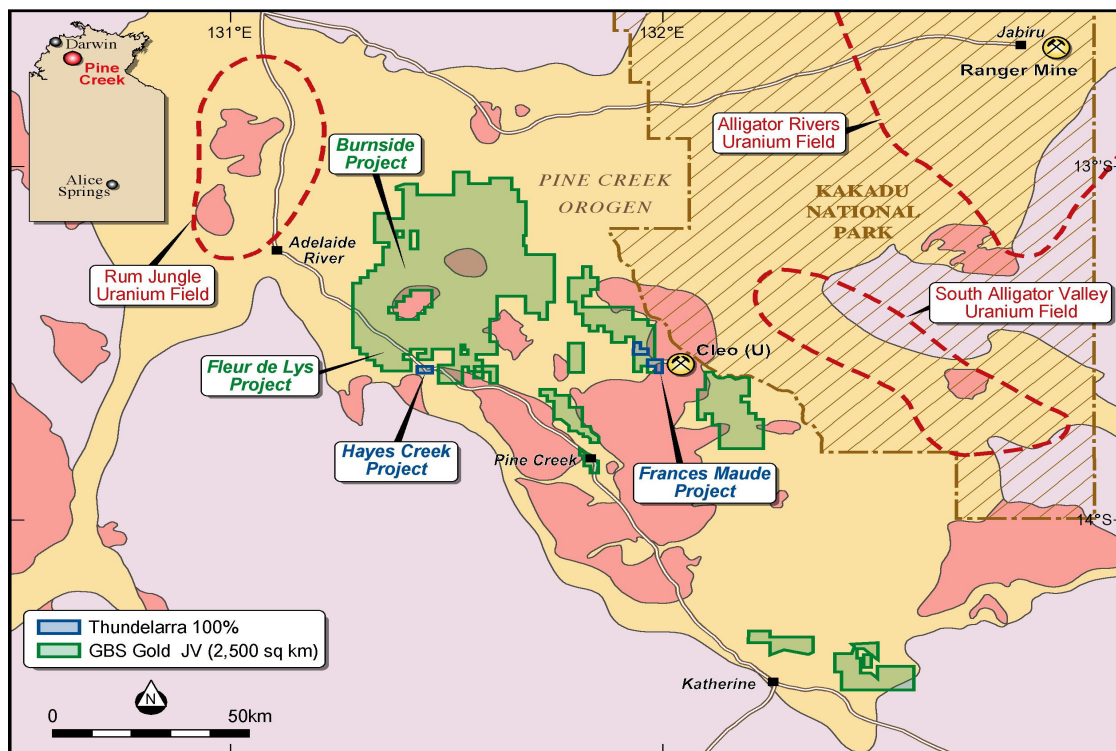 131°E
132°E
Darwin
Pine
Creek
Alice
Springs
Jabiru
Ranger Mine
Alligator Rivers
Uranium Field
Burnside
Project
13°S
PINE CREEK
OROGEN
KAKADU
NATIONAL
PARK
Adelaide
River
Rum Jungle
Uranium Field
South Alligator Valley
Uranium Field
Cleo (U)
Fleur de Lys
Project
Hayes Creek
Project
Pine Creek
Frances Maude
Project
14°S
Thundelarra 100%
GBS Gold JV (2,500 sq km)
N
Katherine
0
50km